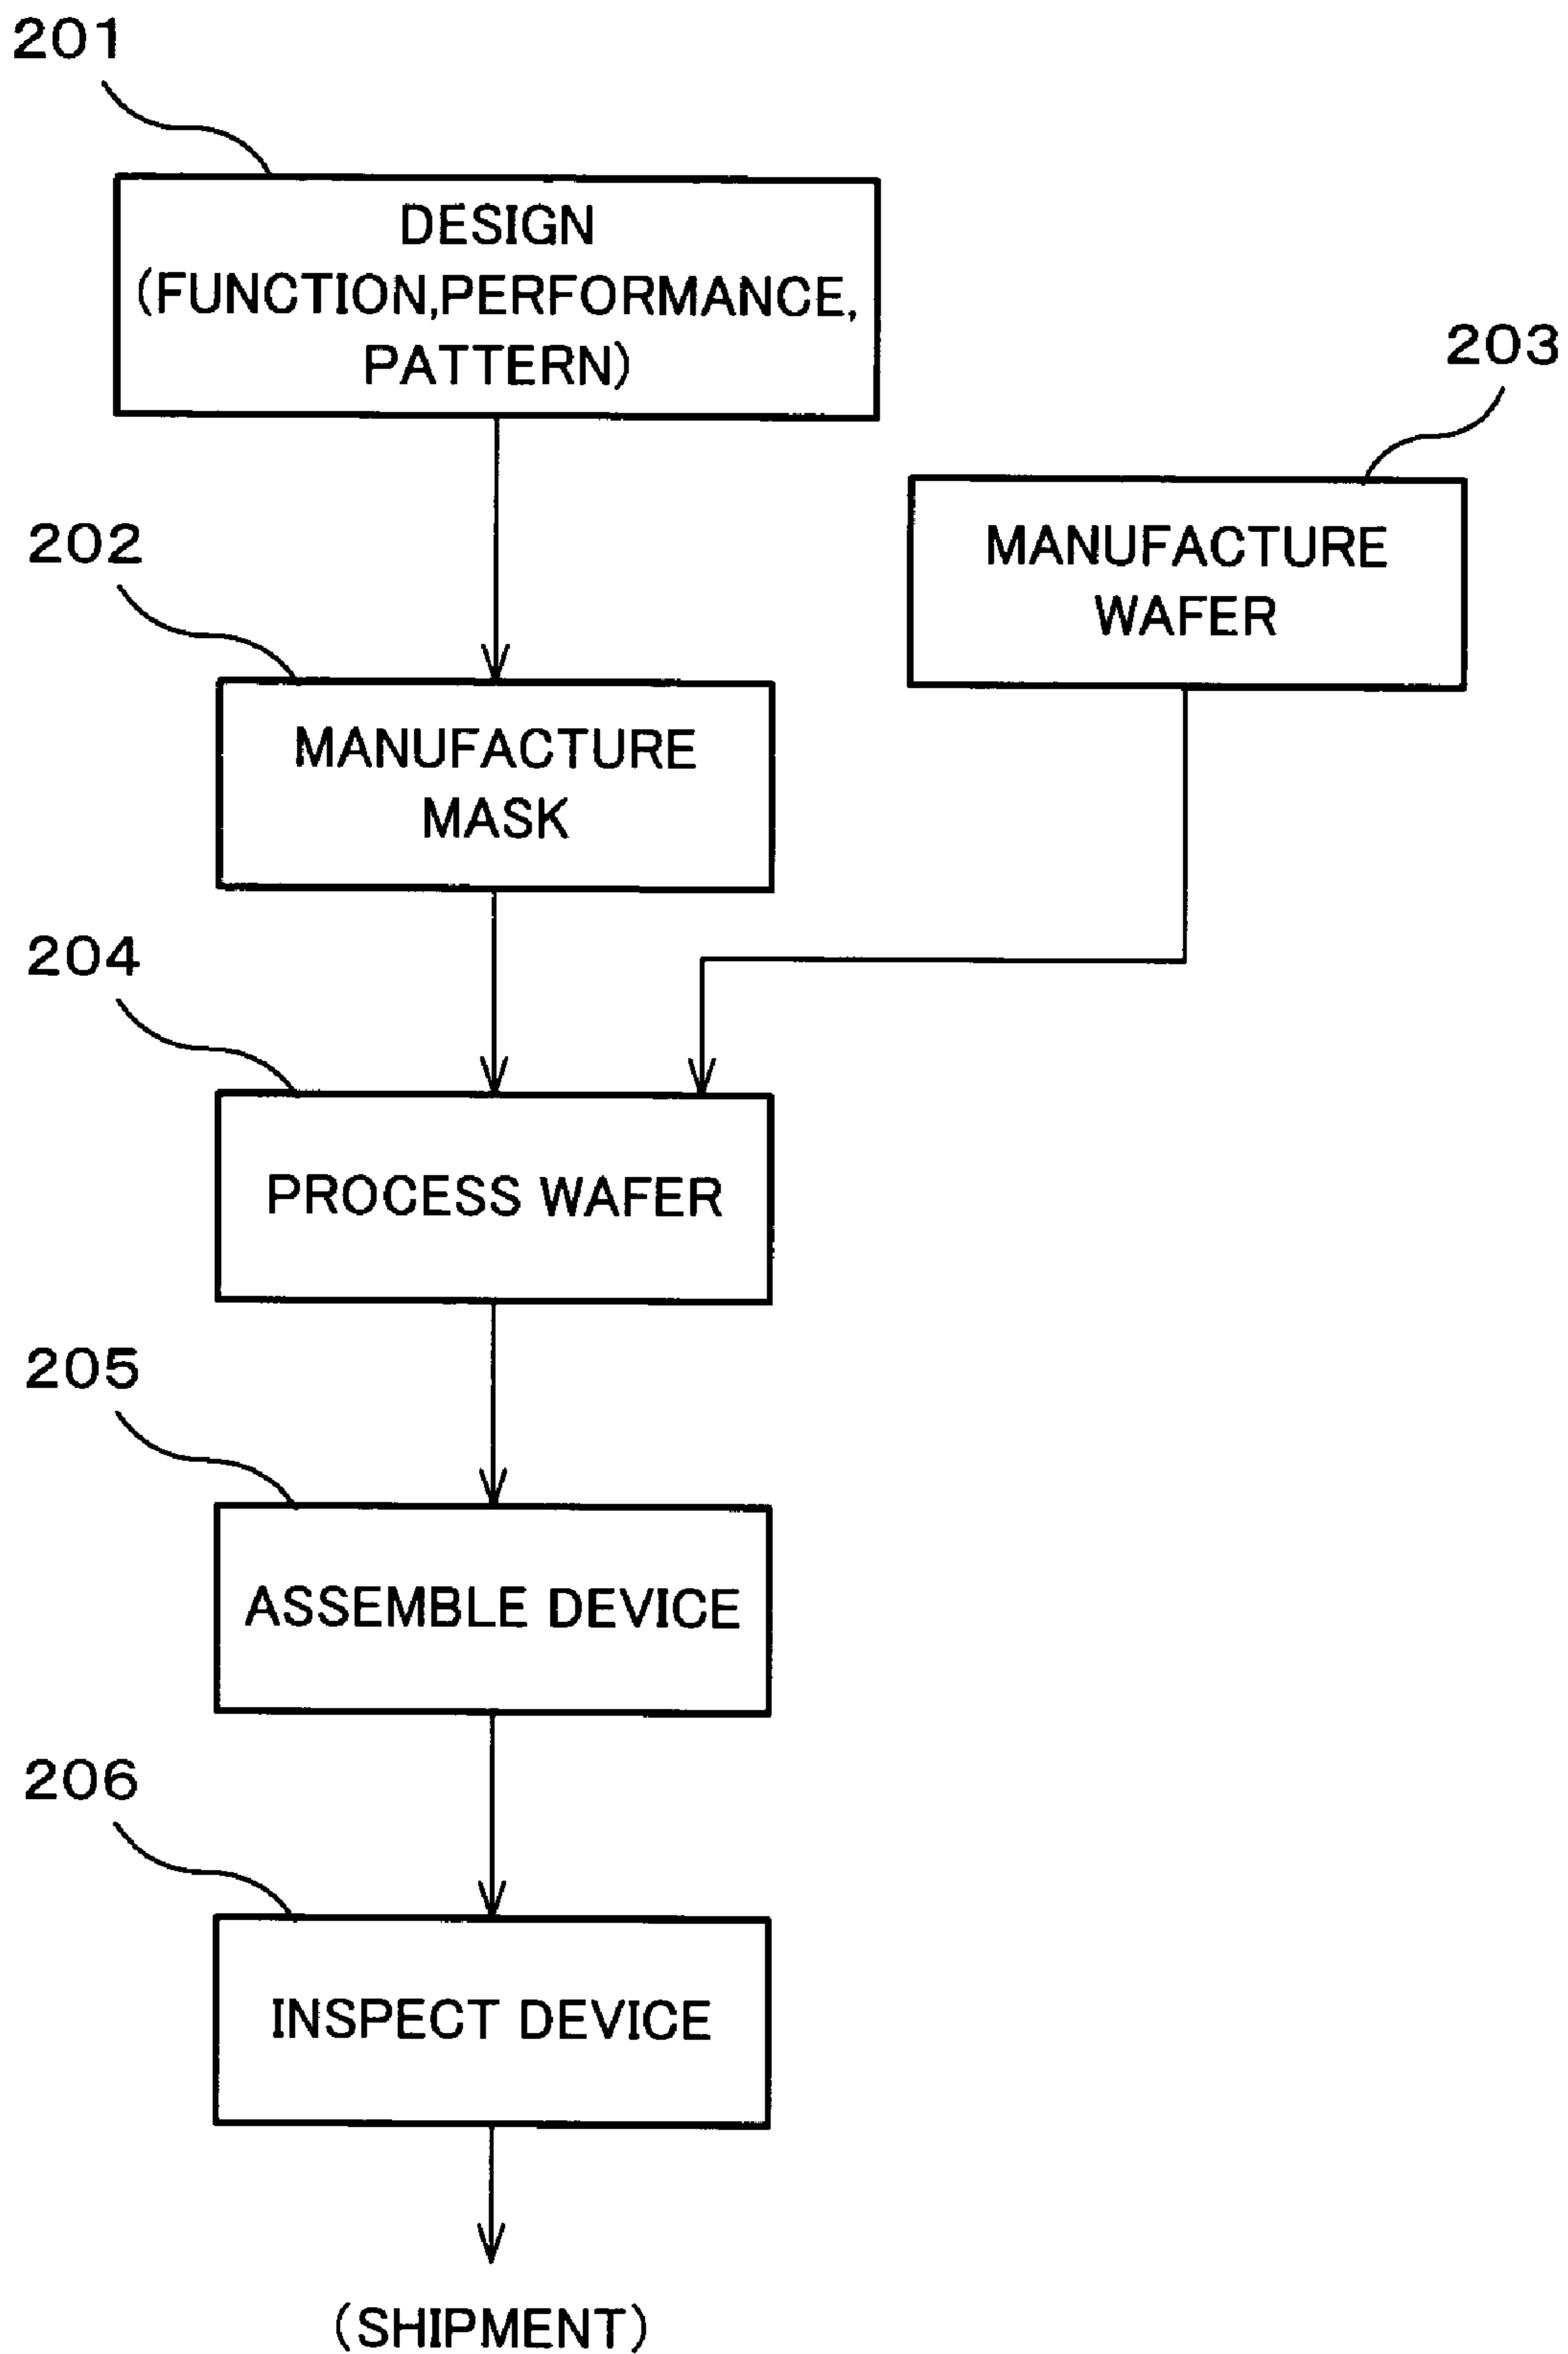 201
DESIGN
(FUNCTION,PERFORMANCE,
PATTERN)
203
MANUFACTURE
WAFER
202
MANUFACTURE
MASK
204
PROCESS WAFER
205
ASSEMBLE DEVICE
206
INSPECT DEVICE
(SHIPMENT)